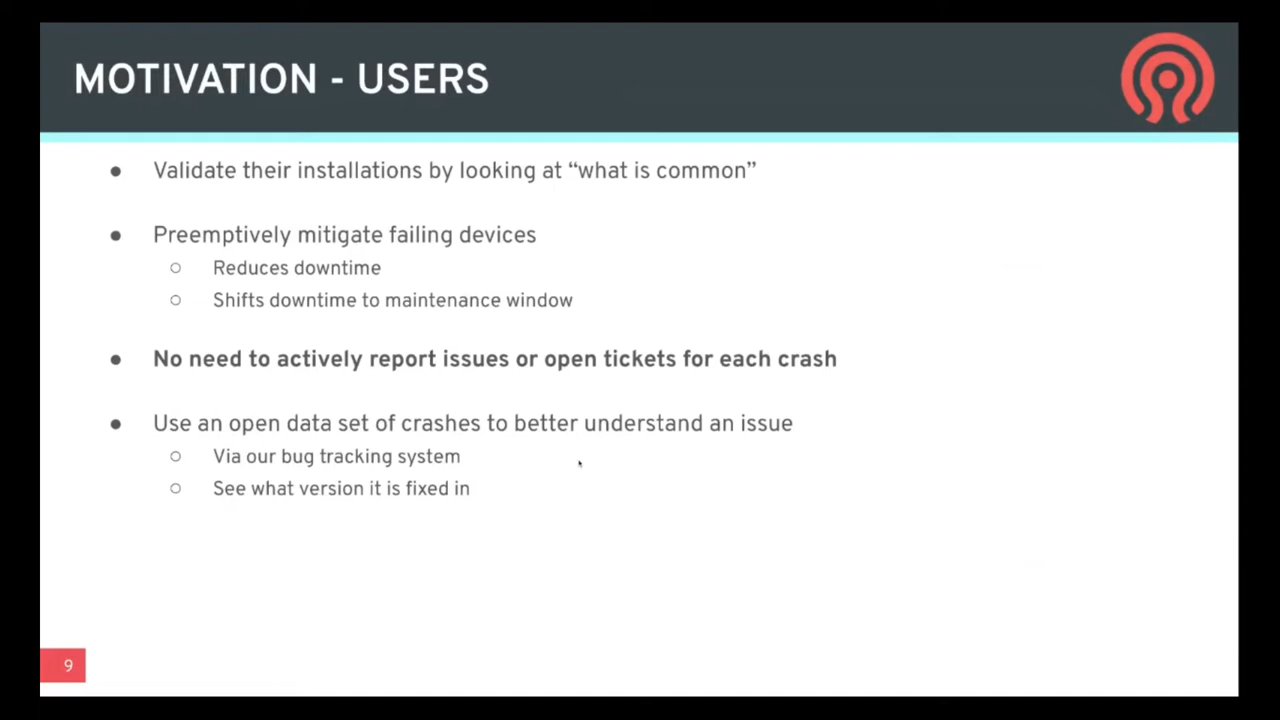 MOTIVATION - USERS
● Validate their installations by looking at “what is common”
● Preemptively mitigate failing devices
○ Reduces downtime
○ Shifts downtime to maintenance window
● No need to actively report issues or open tickets for each crash
● Use an open data set of crashes to better understand an issue
○ Via our bug tracking system
○ See what version it is fixed in
9